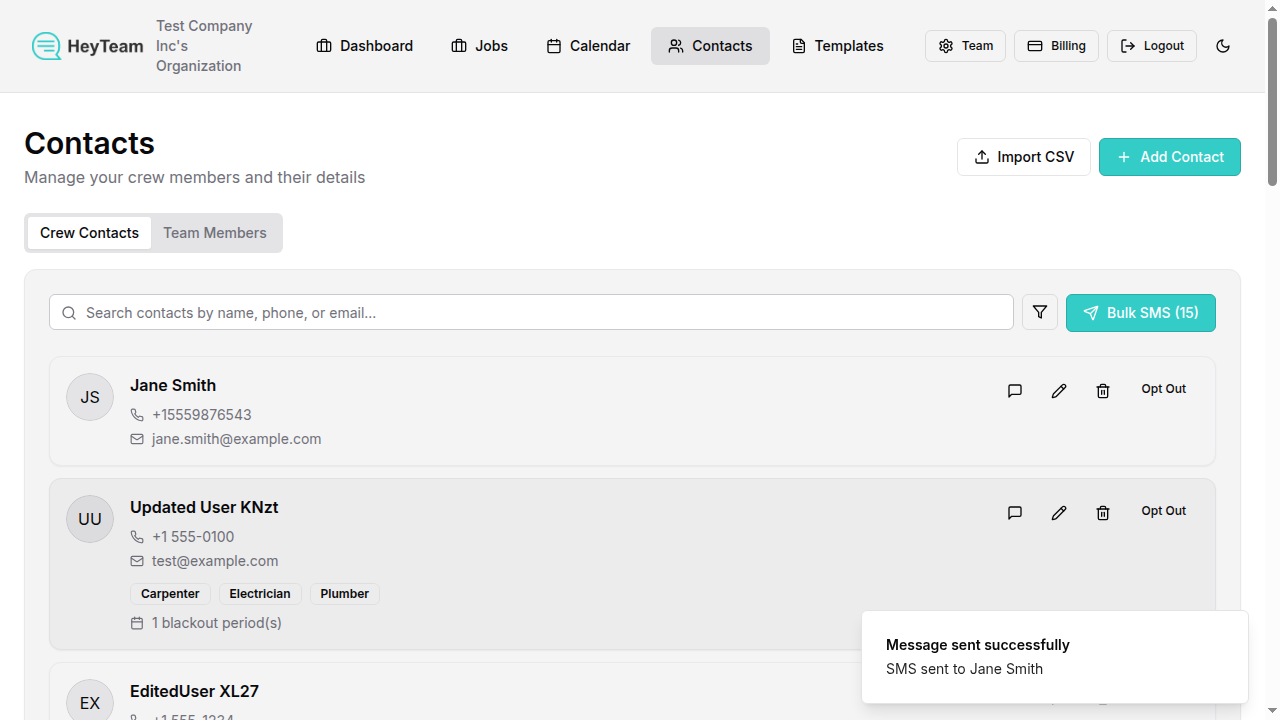 HeyTeam
Test Company
Inc's
Organization
Dashboard
Jobs
Calendar
Contacts
Templates
Team
Billing
Logout
Contacts
Manage your crew members and their details
Import CSV
Add Contact
Crew Contacts
Team Members
Search contacts by name, phone, or email...
Bulk SMS (15)
JS
Jane Smith
+15559876543
jane.smith@example.com
Opt Out
UU
Updated User KNzt
+1 555-0100
test@example.com
Carpenter
Electrician
Plumber
1 blackout period(s)
Opt Out
EX
EditedUser XL27
+1 555-1234
Message sent successfully
SMS sent to Jane Smith